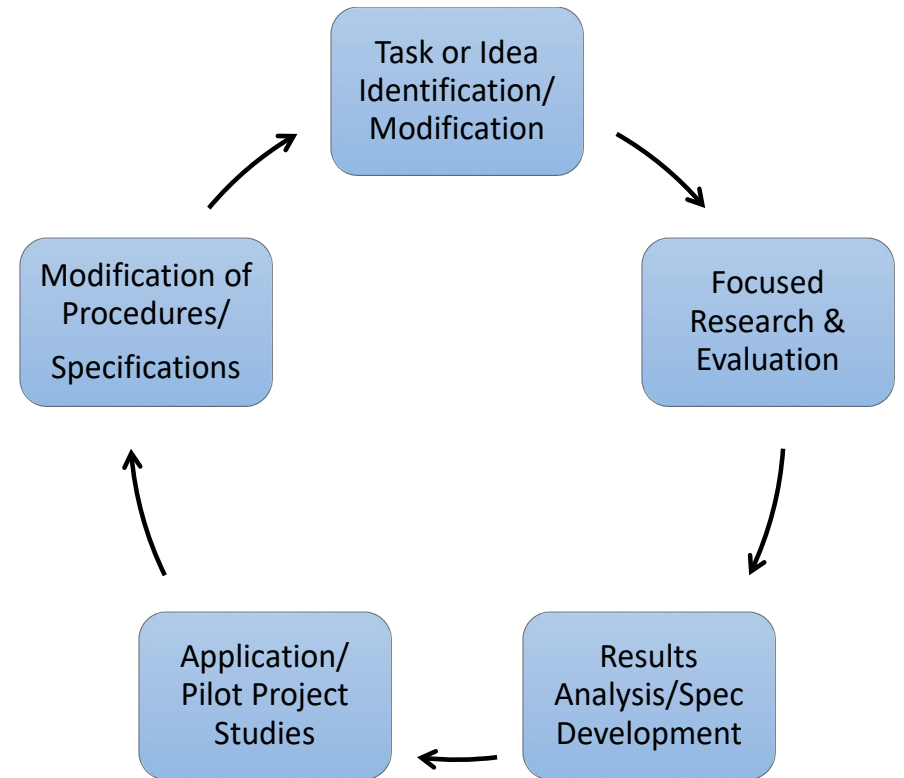 Task or Idea
Identification/
Modification
Focused
Research &
Evaluation
Results
Analysis/Spec
Development
Application/
Pilot Project
Studies
Modification of
Procedures/
Specifications